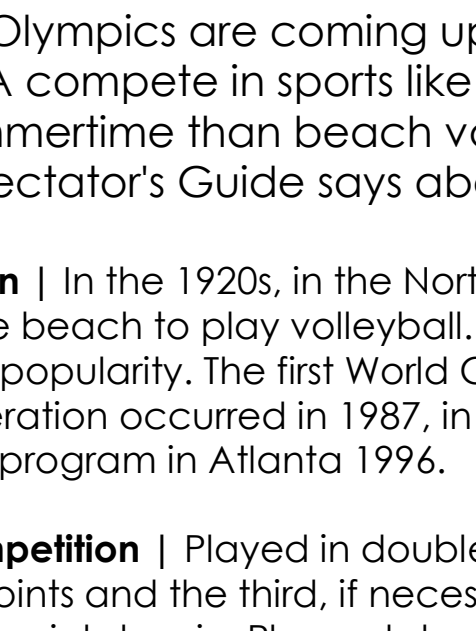 Olympics are coming up
A compete in sports like
mmertime than beach vo
ectator's Guide says abo
n | In the 1920s, in the Nort
e beach to play volleyball.
popularity. The first World C
eration occurred in 1987, in
program in Atlanta 1996.
mpetition | Played in double
oints and the third, if neces